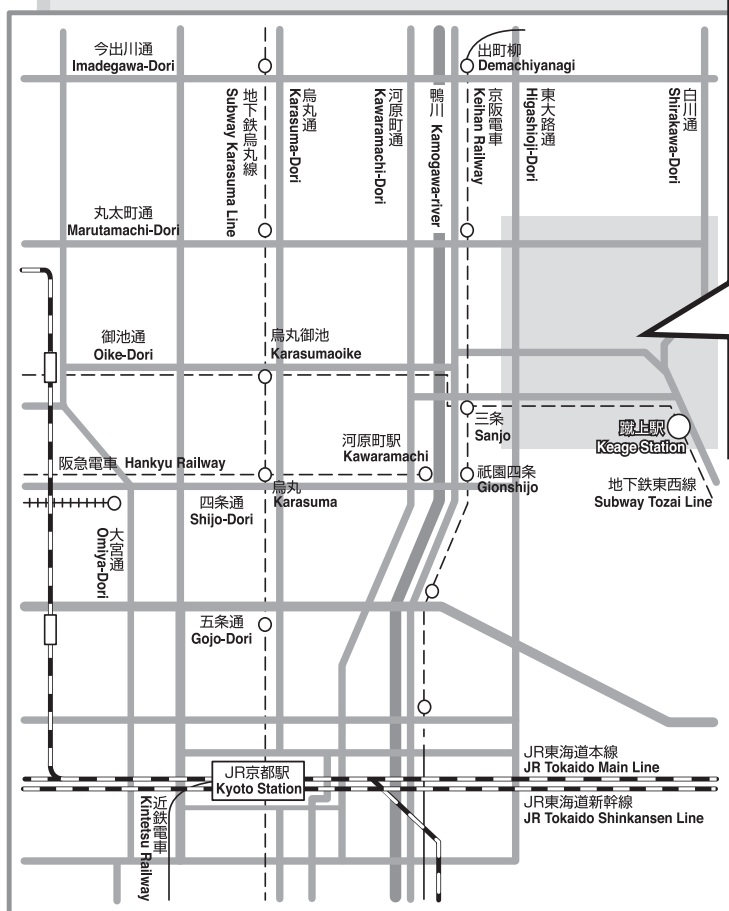 今出川通
Imadegawa-Dori
出町柳
Demachiyanagi
地下鉄烏丸線
Subway Karasuma Line
烏丸通
Karasuma-Dori
河原町通
Kawaramachi-Dori
鴨川 Kamogawa-river
京阪電車
Keihan Railway
東大路通
Higashioji-Dori
白川通
Shirakawa-Dori
丸太町通
Marutamachi-Dori
御池通
Oike-Dori
烏丸御池
Karasumaoike
三条
Sanjo
蹴上駅
Keage Station
河原町駅
Kawaramachi
阪急電車 Hankyu Railway
烏丸
Karasuma
祇園四条
Gionshijo
地下鉄東西線
Subway Tozai Line
四条通
Shijo-Dori
大宮通
Omiya-Dori
五条通
Gojo-Dori
JR京都駅
Kyoto Station
JR東海道本線
JR Tokaido Main Line
JR東海道新幹線
JR Tokaido Shinkansen Line
近鉄電車
Kintetsu Railway